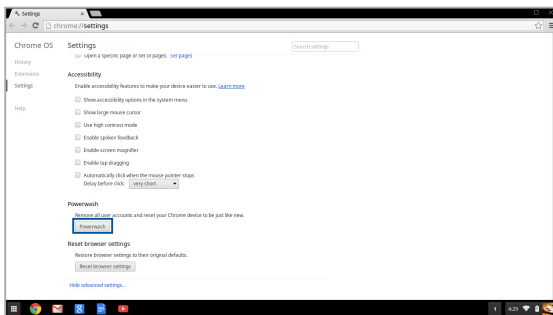 Settings
chrome://settings
Chrome OS
Settings
Search settings
History
Extensions
Settings
Help
Open a specific page or set of pages. Set pages
Accessibility
Enable accessibility features to make your device easier to use. Learn more
Show accessibility options in the system menu
Show large mouse cursor
Use high contrast mode
Enable spoken feedback
Enable screen magnifier
Enable tap dragging
Automatically click when the mouse pointer stops
Delay before click: very short
Powerwash
Remove all user accounts and reset your Chrome device to be just like new.
Powerwash
Reset browser settings
Restore browser settings to their original defaults.
Reset browser settings
Hide advanced settings...
8
1 4:29